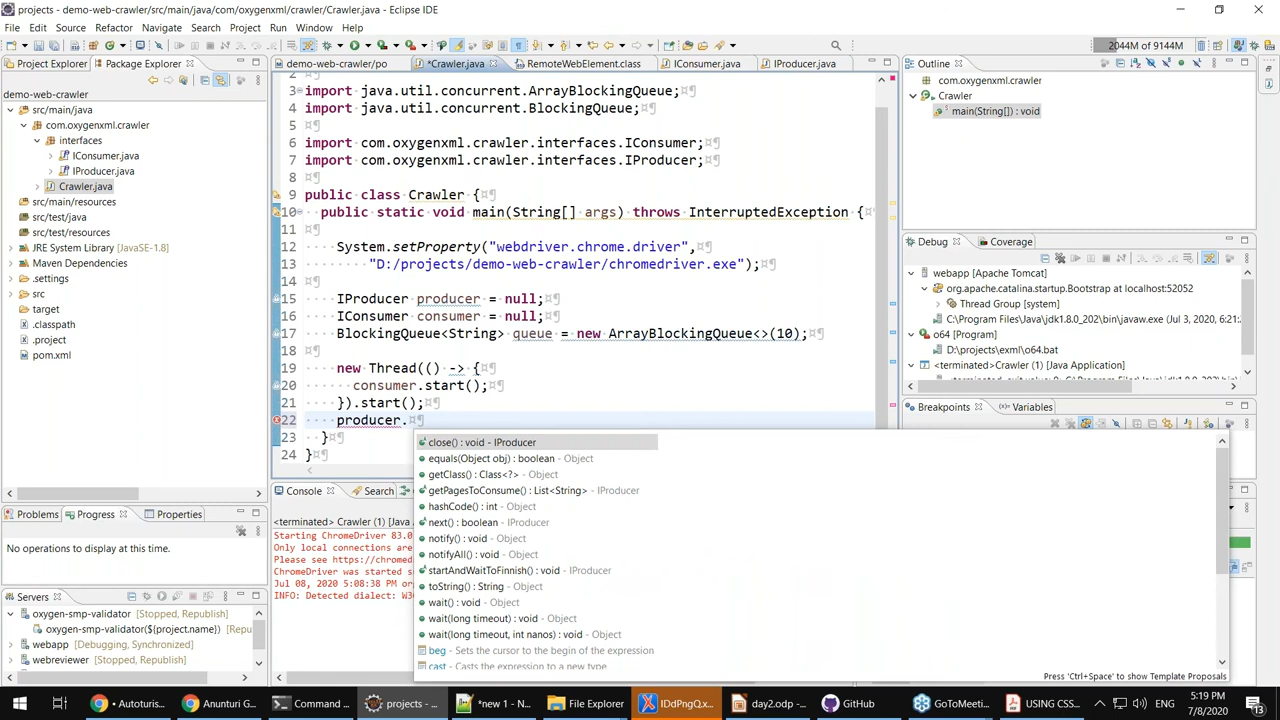 projects - demo-web-crawler/src/main/java/com/oxygenxml/crawler/Crawler.java - Eclipse IDE
File Edit Source Refactor Navigate Search Project Run Window Help
2044M of 9144M
Project Explorer Package Explorer
demo-web-crawler
src/main/java
com.oxygenxml.crawler
interfaces
IConsumer.java
IProducer.java
Crawler.java
src/main/resources
src/test/java
src/test/resources
JRE System Library [JavaSE-1.8]
Maven Dependencies
.settings
src
target
.classpath
.project
pom.xml
demo-web-crawler/po *Crawler.java RemoteWebElement.class IConsumer.java IProducer.java
2
3 import java.util.concurrent.ArrayBlockingQueue;¤¶
4 import java.util.concurrent.BlockingQueue;¤¶
5 ¤¶
6 import com.oxygenxml.crawler.interfaces.IConsumer;¤¶
7 import com.oxygenxml.crawler.interfaces.IProducer;¤¶
8 ¤¶
9 public class Crawler {¤¶
10 public static void main(String[] args) throws InterruptedException {¤¶
11 ¤¶
12 System.setProperty("webdriver.chrome.driver",¤¶
13 "D:/projects/demo-web-crawler/chromedriver.exe");¤¶
14 ¤¶
15 IProducer producer = null;¤¶
16 IConsumer consumer = null;¤¶
17 BlockingQueue<String> queue = new ArrayBlockingQueue<>(10);¤¶
18 ¤¶
19 new Thread(() -> {¤¶
20 consumer.start();¤¶
21 }).start();¤¶
22 producer.¤¶
23 }¤¶
24 }¤¶
close() : void - IProducer
equals(Object obj) : boolean - Object
getClass() : Class<?> - Object
getPagesToConsume() : List<String> - IProducer
hashCode() : int - Object
next() : boolean - IProducer
notify() : void - Object
notifyAll() : void - Object
startAndWaitToFinnish() : void - IProducer
toString() : String - Object
wait() : void - Object
wait(long timeout) : void - Object
wait(long timeout, int nanos) : void - Object
beg - Sets the cursor to the begin of the expression
cast - Casts the expression to a new type
Press 'Ctrl+Space' to show Template Proposals
Outline
com.oxygenxml.crawler
Crawler
main(String[]) : void
Debug Coverage
webapp [Apache Tomcat]
org.apache.catalina.startup.Bootstrap at localhost:52052
Thread Group [system]
C:\Program Files\Java\jdk1.8.0_202\bin\javaw.exe (Jul 3, 2020, 6:21:
o64 [Program]
D:\projects\exml\o64.bat
<terminated>Crawler (1) [Java Application]
Breakpoints Variables
Console Search
<terminated> Crawler (1) [Java
Starting ChromeDriver 83.0
Only local connections are
Please see https://chromed
ChromeDriver was started s
Jul 08, 2020 5:08:38 PM or
INFO: Detected dialect: W3
Problems Progress Properties
No operations to display at this time.
Servers
oxygen-smp-validator [Stopped, Republish]
oxygen-smp-validator(${project.name}) [Repu
webapp [Debugging, Synchronized]
webreviewer [Stopped, Republish]
Autoturis... Anunturi G... Command ... projects - ... *new 1 - N... File Explorer IDdPngQ.x... day2.odp -... GitHub GoToMeeti... USING CSS... ENG 5:19 PM
7/8/2020
13